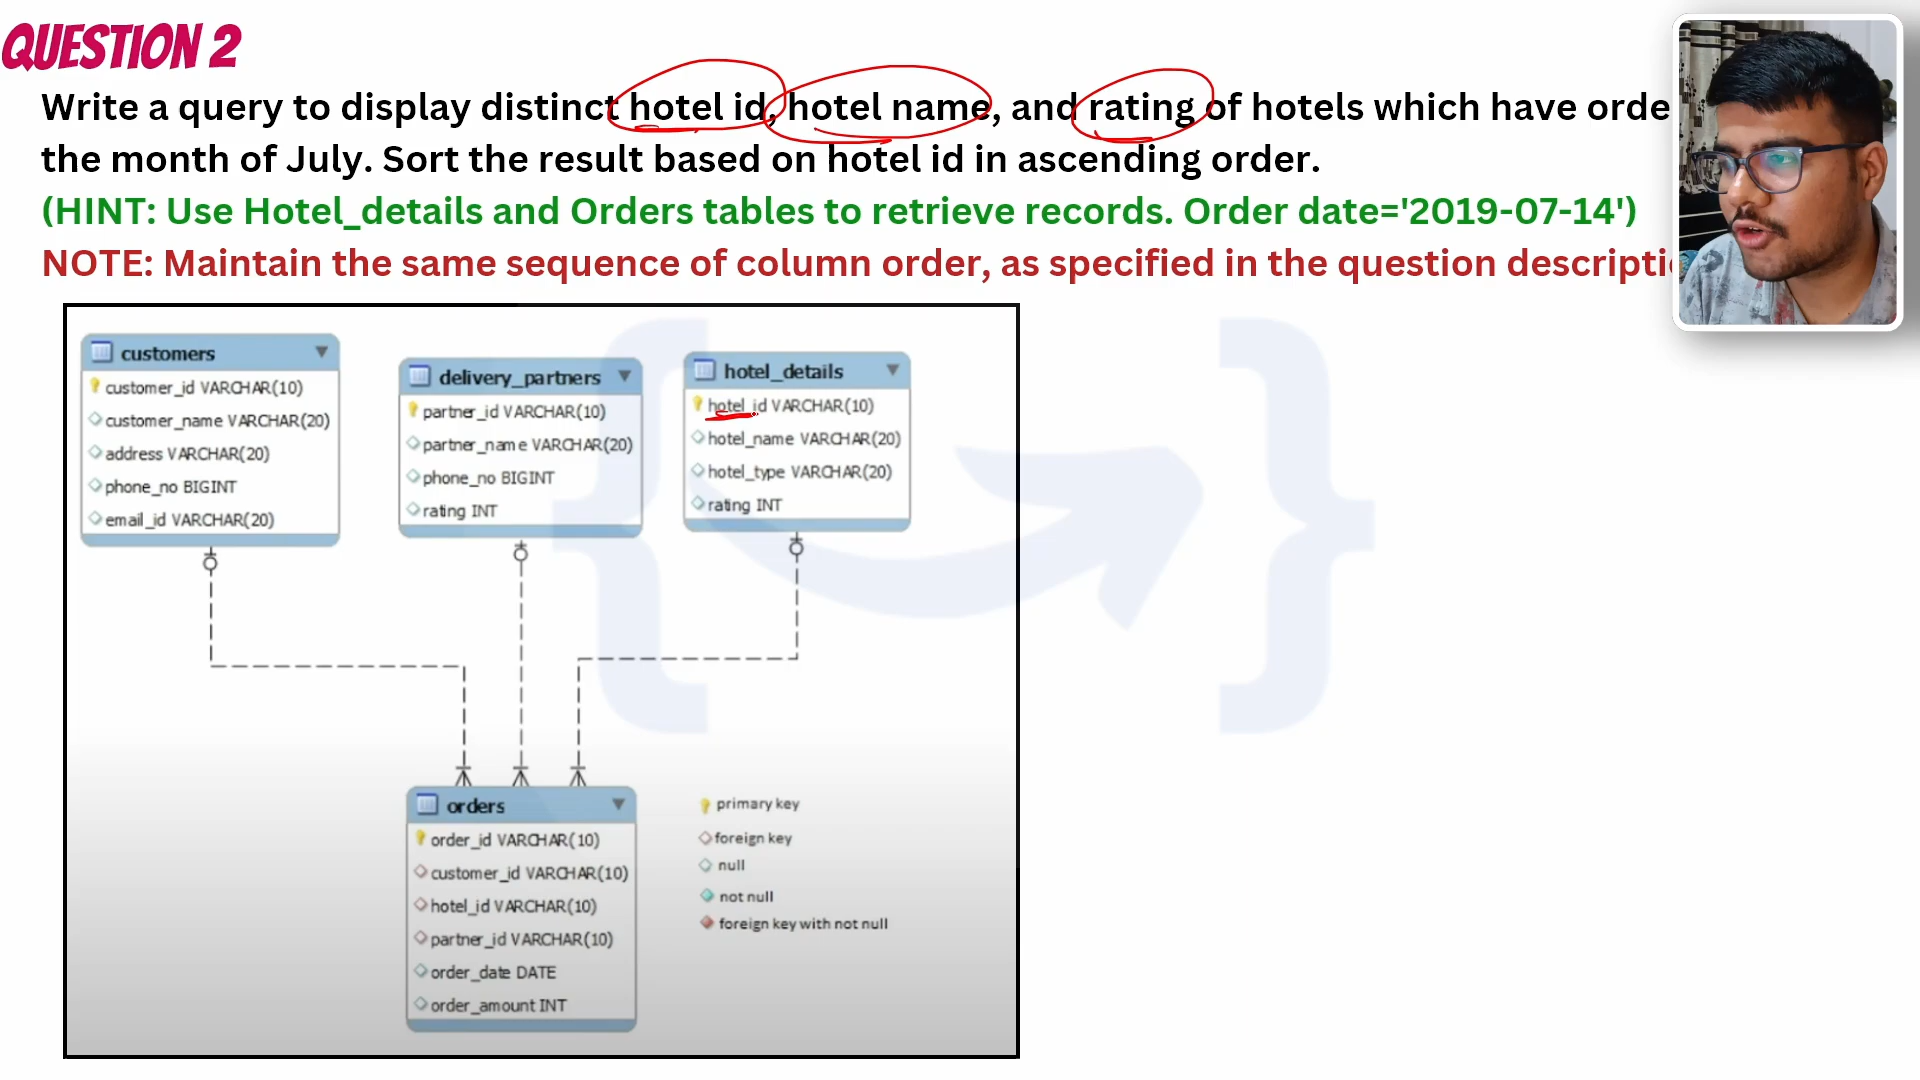 QUESTION 2
Write a query to display distinct hotel id, hotel name, and rating of hotels which have orde
the month of July. Sort the result based on hotel id in ascending order.
(HINT: Use Hotel_details and Orders tables to retrieve records. Order date='2019-07-14')
NOTE: Maintain the same sequence of column order, as specified in the question descripti
customers
customer_id VARCHAR(10)
customer_name VARCHAR(20)
address VARCHAR(20)
phone_no BIGINT
email_id VARCHAR(20)
delivery_partners
partner_id VARCHAR(10)
partner_name VARCHAR(20)
phone_no BIGINT
rating INT
hotel_details
hotel_id VARCHAR(10)
hotel_name VARCHAR(20)
hotel_type VARCHAR(20)
rating INT
orders
order_id VARCHAR(10)
customer_id VARCHAR(10)
hotel_id VARCHAR(10)
partner_id VARCHAR(10)
order_date DATE
order_amount INT
primary key
foreign key
null
not null
foreign key with not null